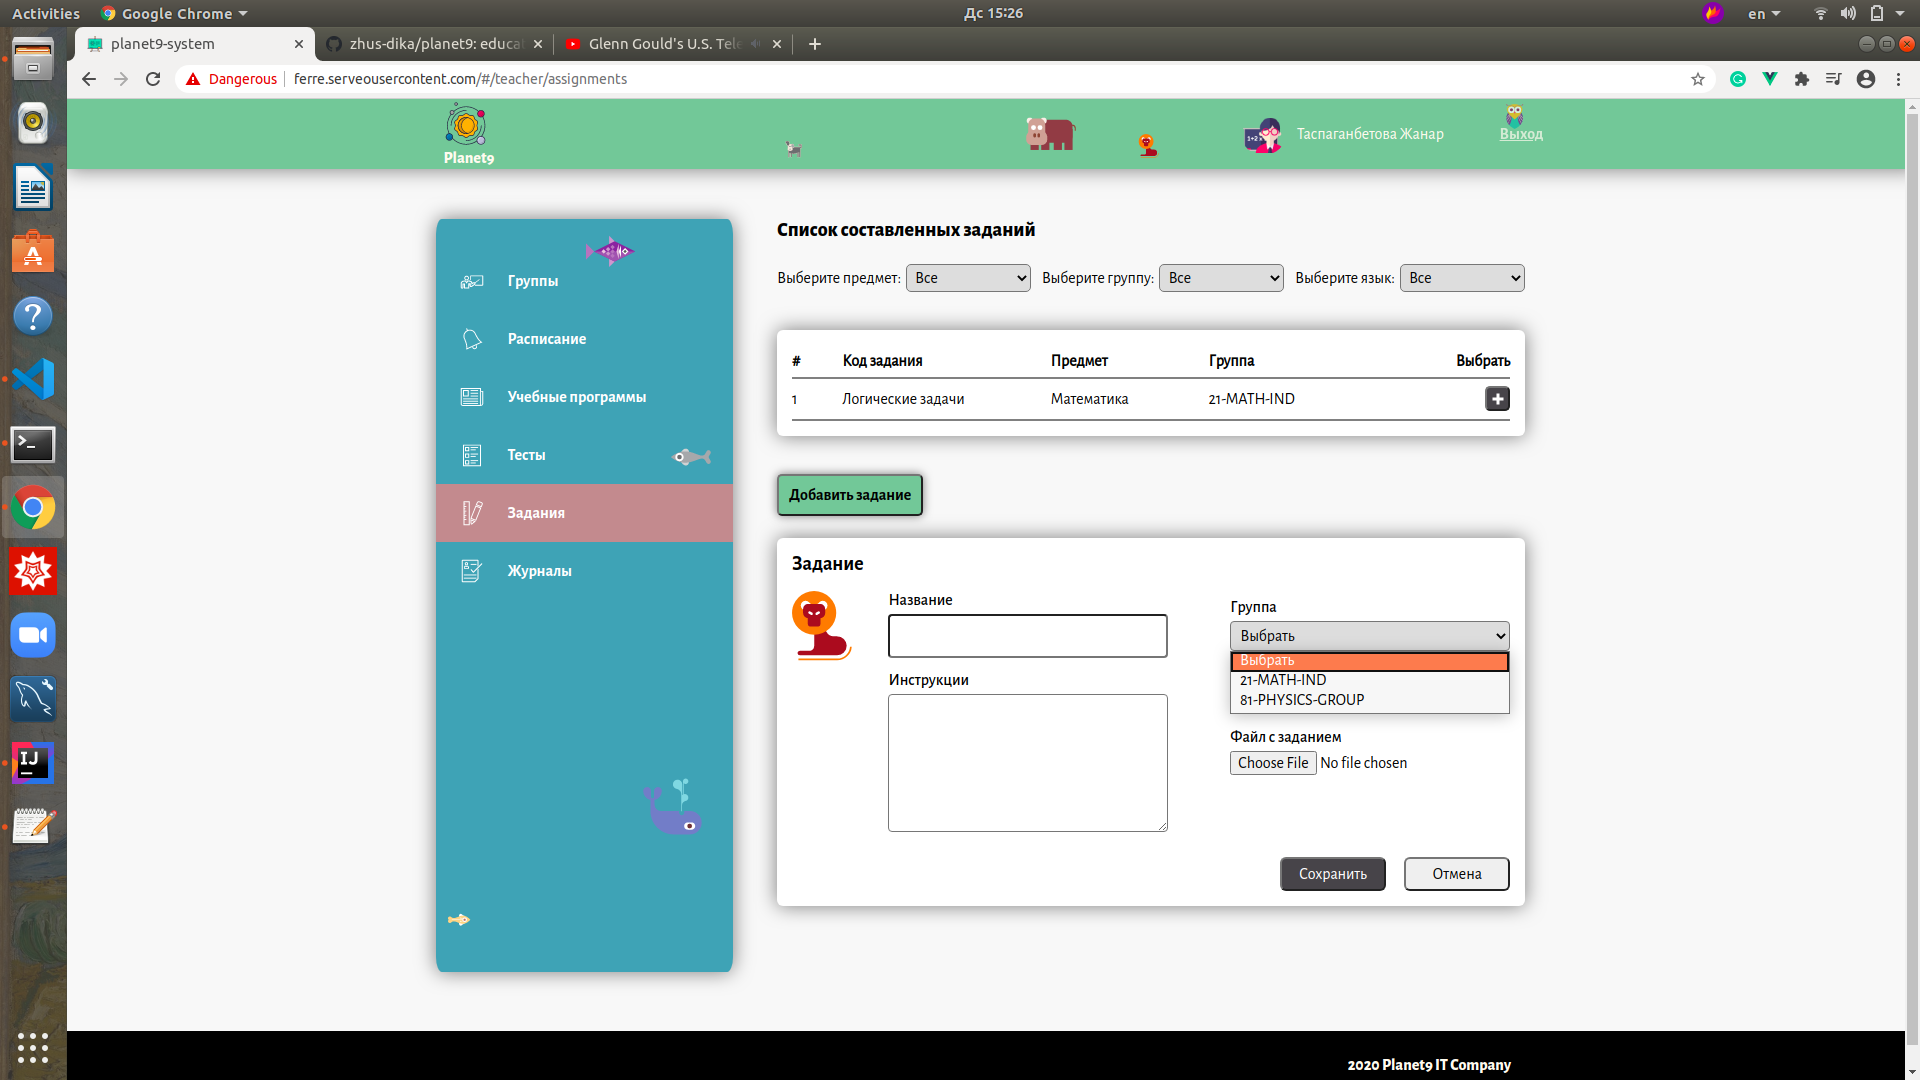 Activities
Google Chrome
Дс 15:26
en
planet9-system
zhus-dika/planet9: educa
Glenn Gould's U.S. Tele
Dangerous
ferre.serveousercontent.com/#/teacher/assignments
Planet9
1+2
Таспаганбетова Жанар
Выход
Группы
Расписание
Учебные программы
Тесты
Задания
Журналы
Список составленных заданий
Выберите предмет: Все
Выберите группу: Все
Выберите язык: Все
# Код задания Предмет Группа Выбрать
1 Логические задачи Математика 21-MATH-IND
Добавить задание
Задание
Название
Инструкции
Группа
Выбрать
Выбрать
21-MATH-IND
81-PHYSICS-GROUP
Файл с заданием
Choose File No file chosen
Сохранить
Отмена
2020 Planet9 IT Company